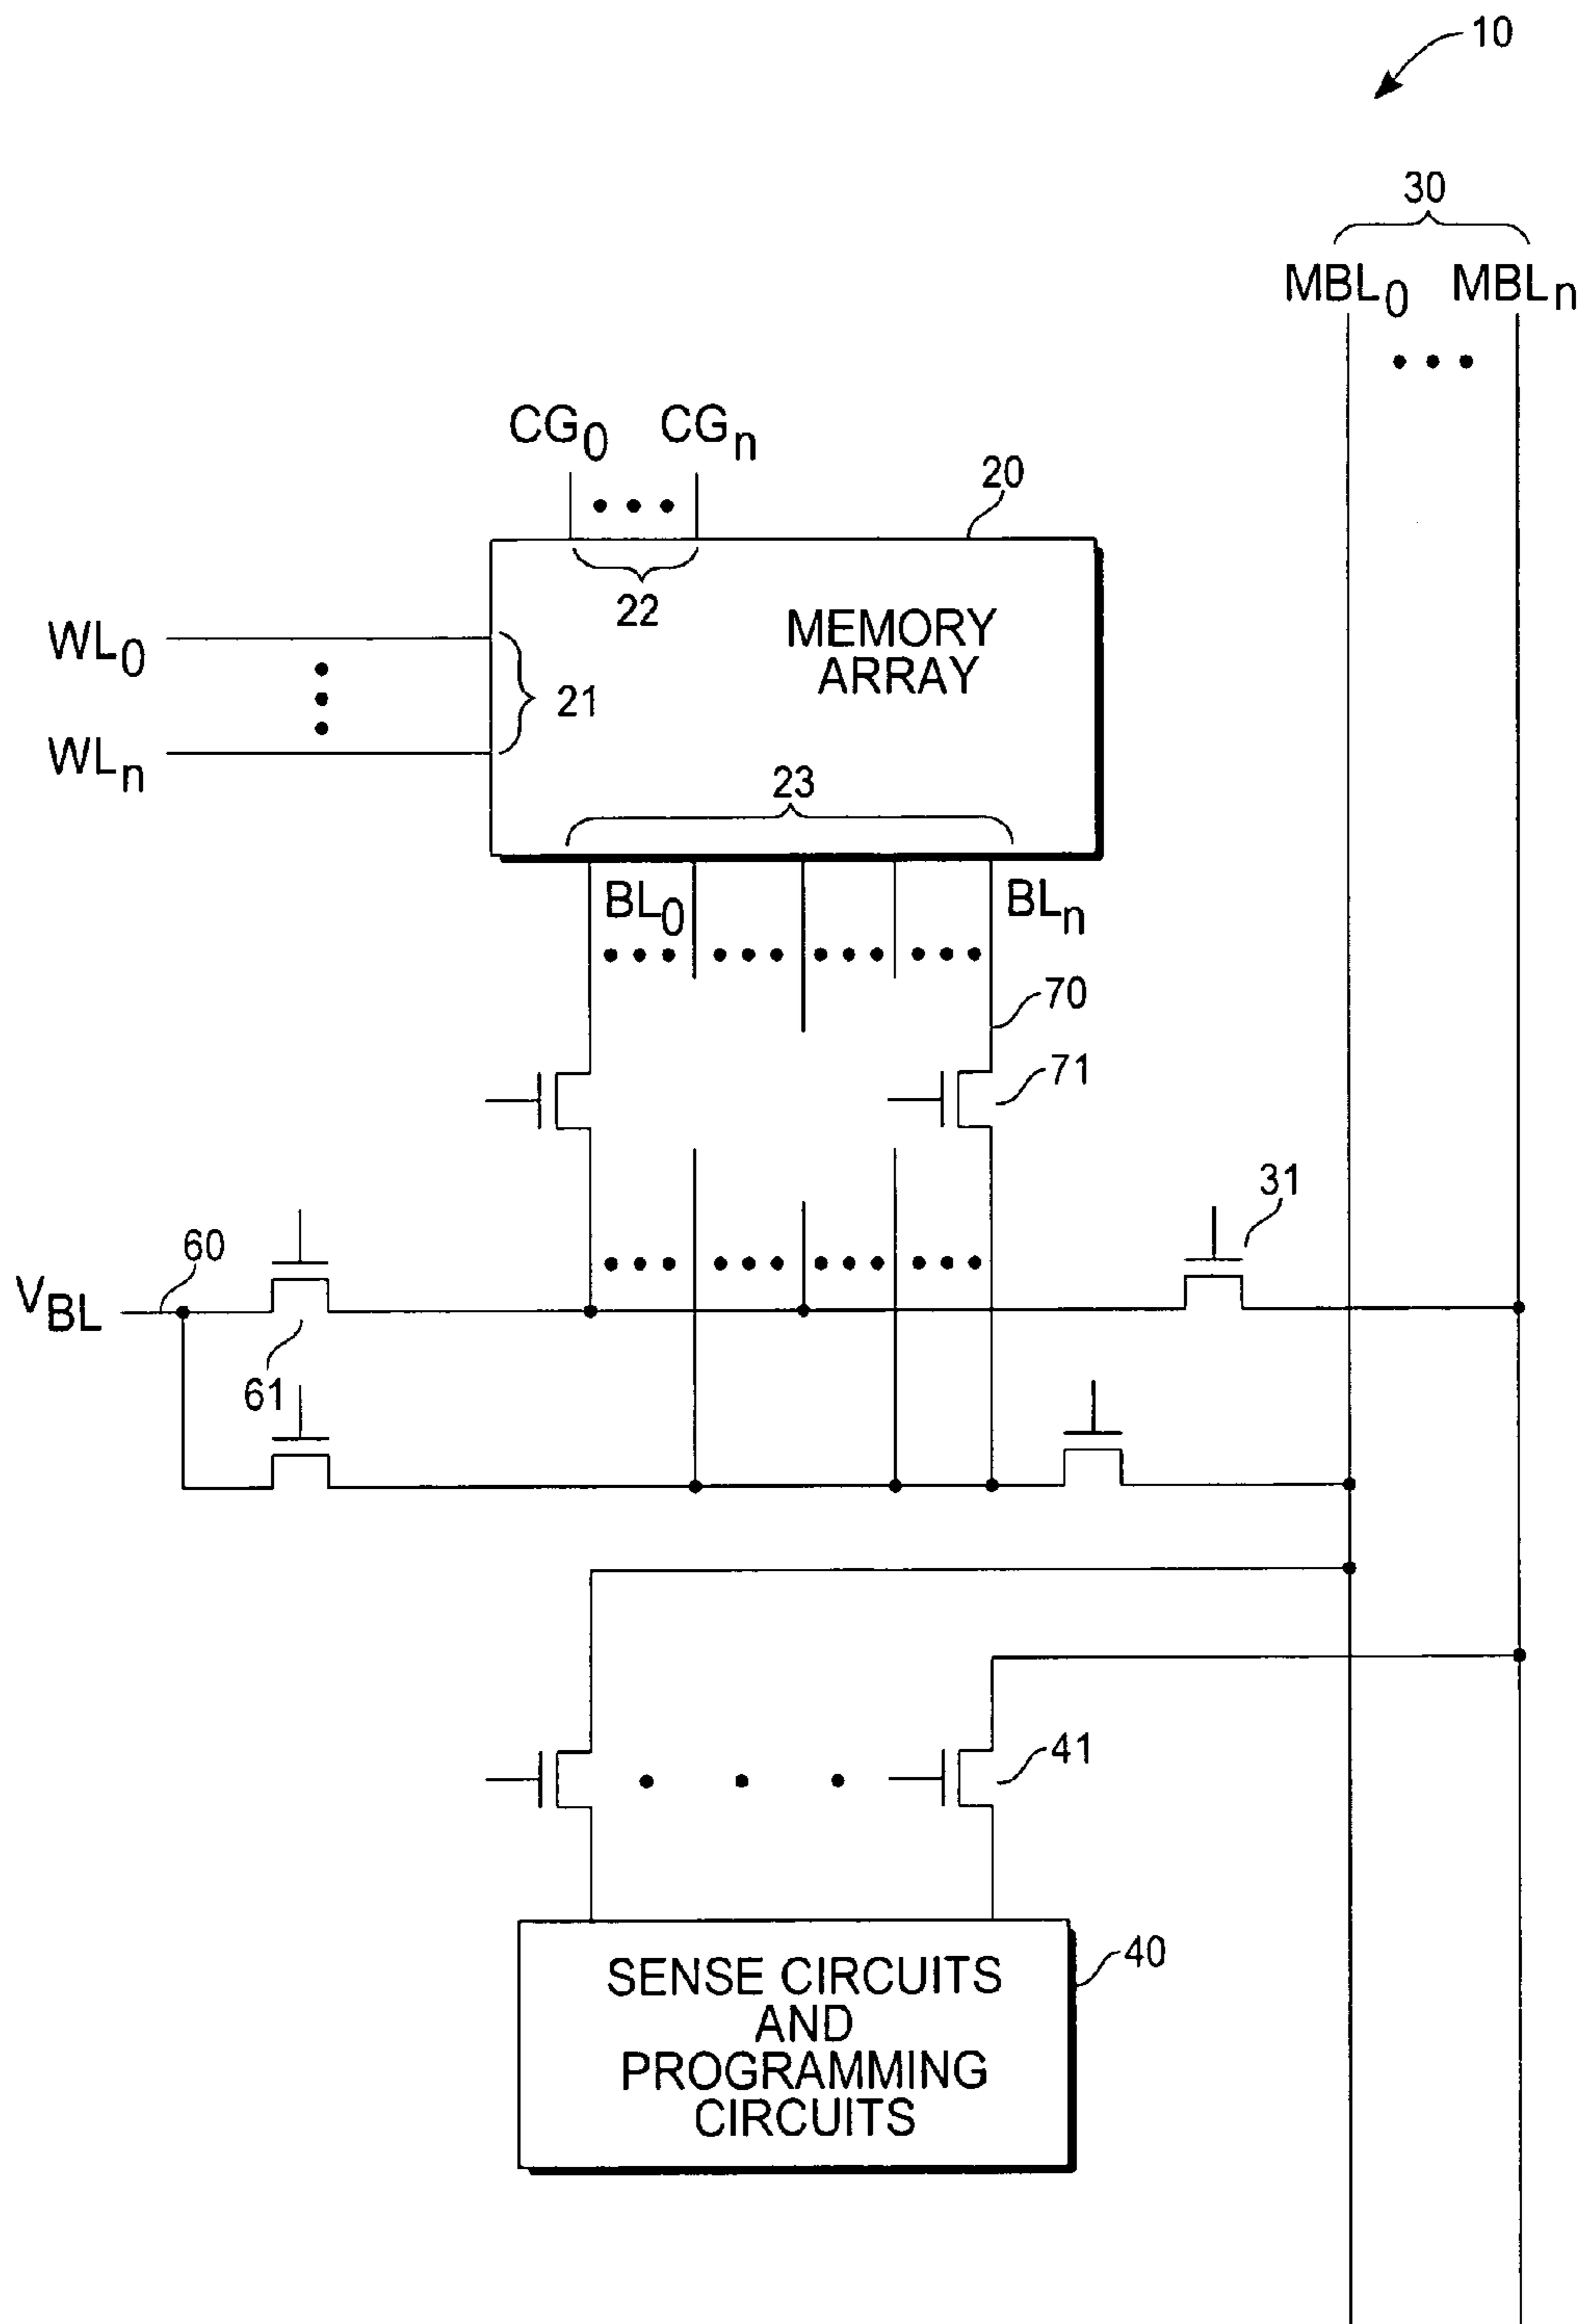 10
30
MBL0 MBLn
CG0 CGn
20
22
MEMORY
ARRAY
WL0
21
WLn
23
BL0 BLn
70
71
31
60
VBL
61
41
40
SENSE CIRCUITS
AND
PROGRAMMING
CIRCUITS